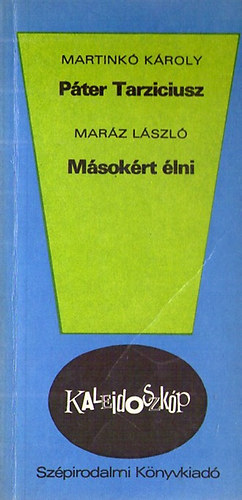 MARTINKÓ KÁROLY
Páter Tarziciusz
MARÁZ LÁSZLÓ
Másokért élni
KALEIdOSZKÓP
Szépirodalmi Könyvkiadó